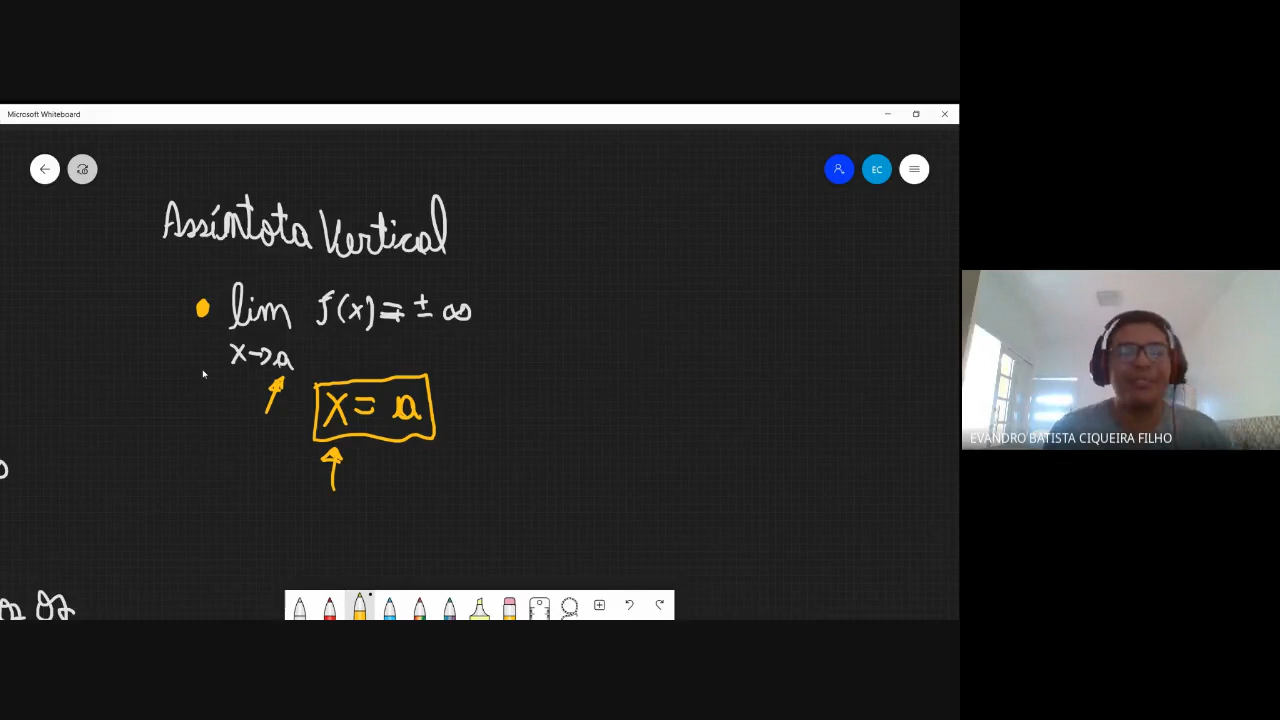 Microsoft Whiteboard
EC
Assíntota Vertical
lim f(x) = ± ∞
x→a
x = a
EVANDRO BATISTA CIQUEIRA FILHO